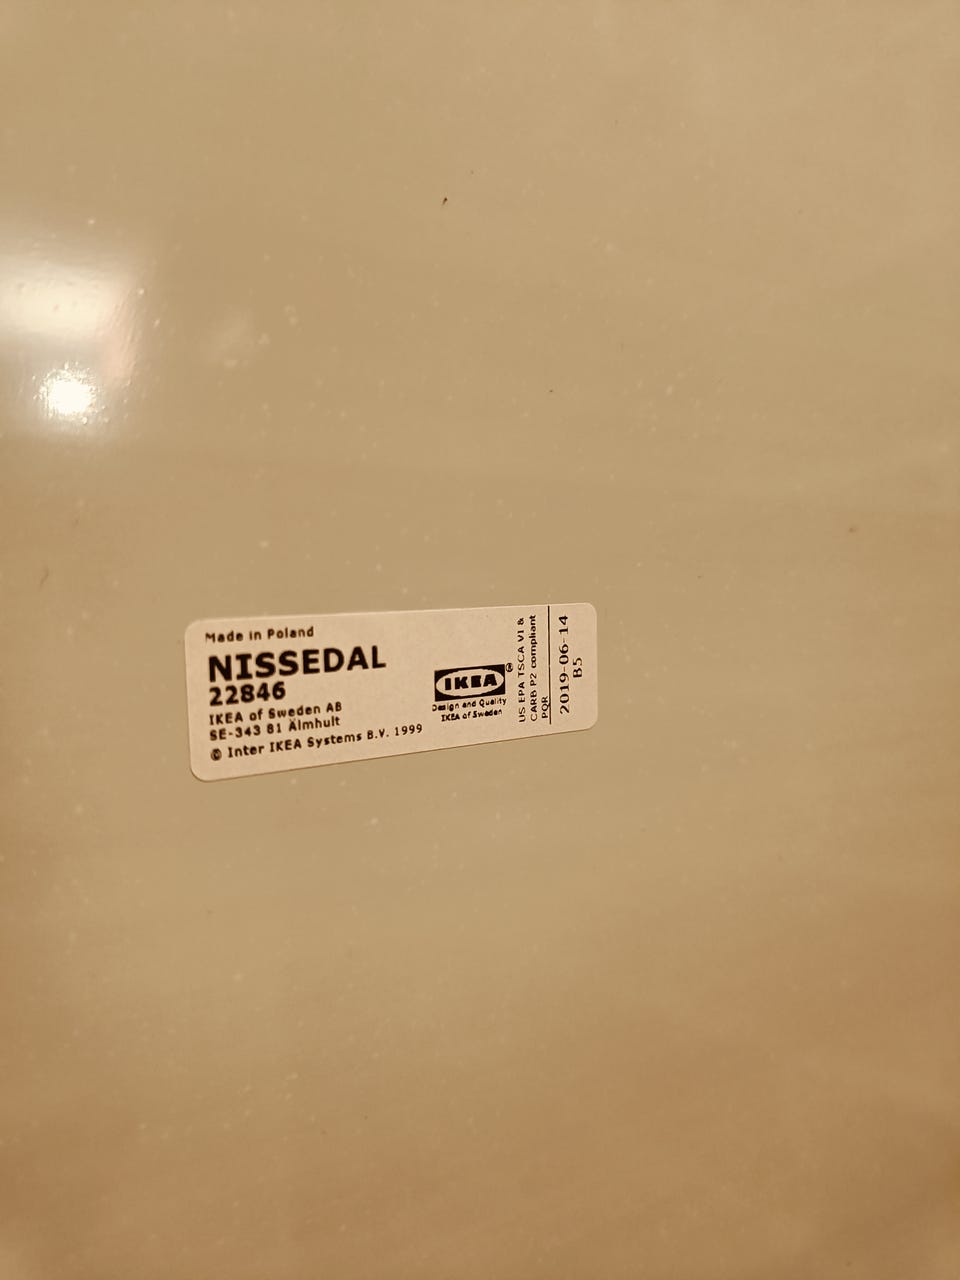 Made in Poland
NISSEDAL
22846
IKEA of Sweden AB
SE-343 81 Älmhult
© Inter IKEA Systems B.V. 1999
IKEA®
Design and Quality
IKEA of Sweden
US EPA TSCA VI &
CARB P2 compliant
PQR
2019-06-14
B5